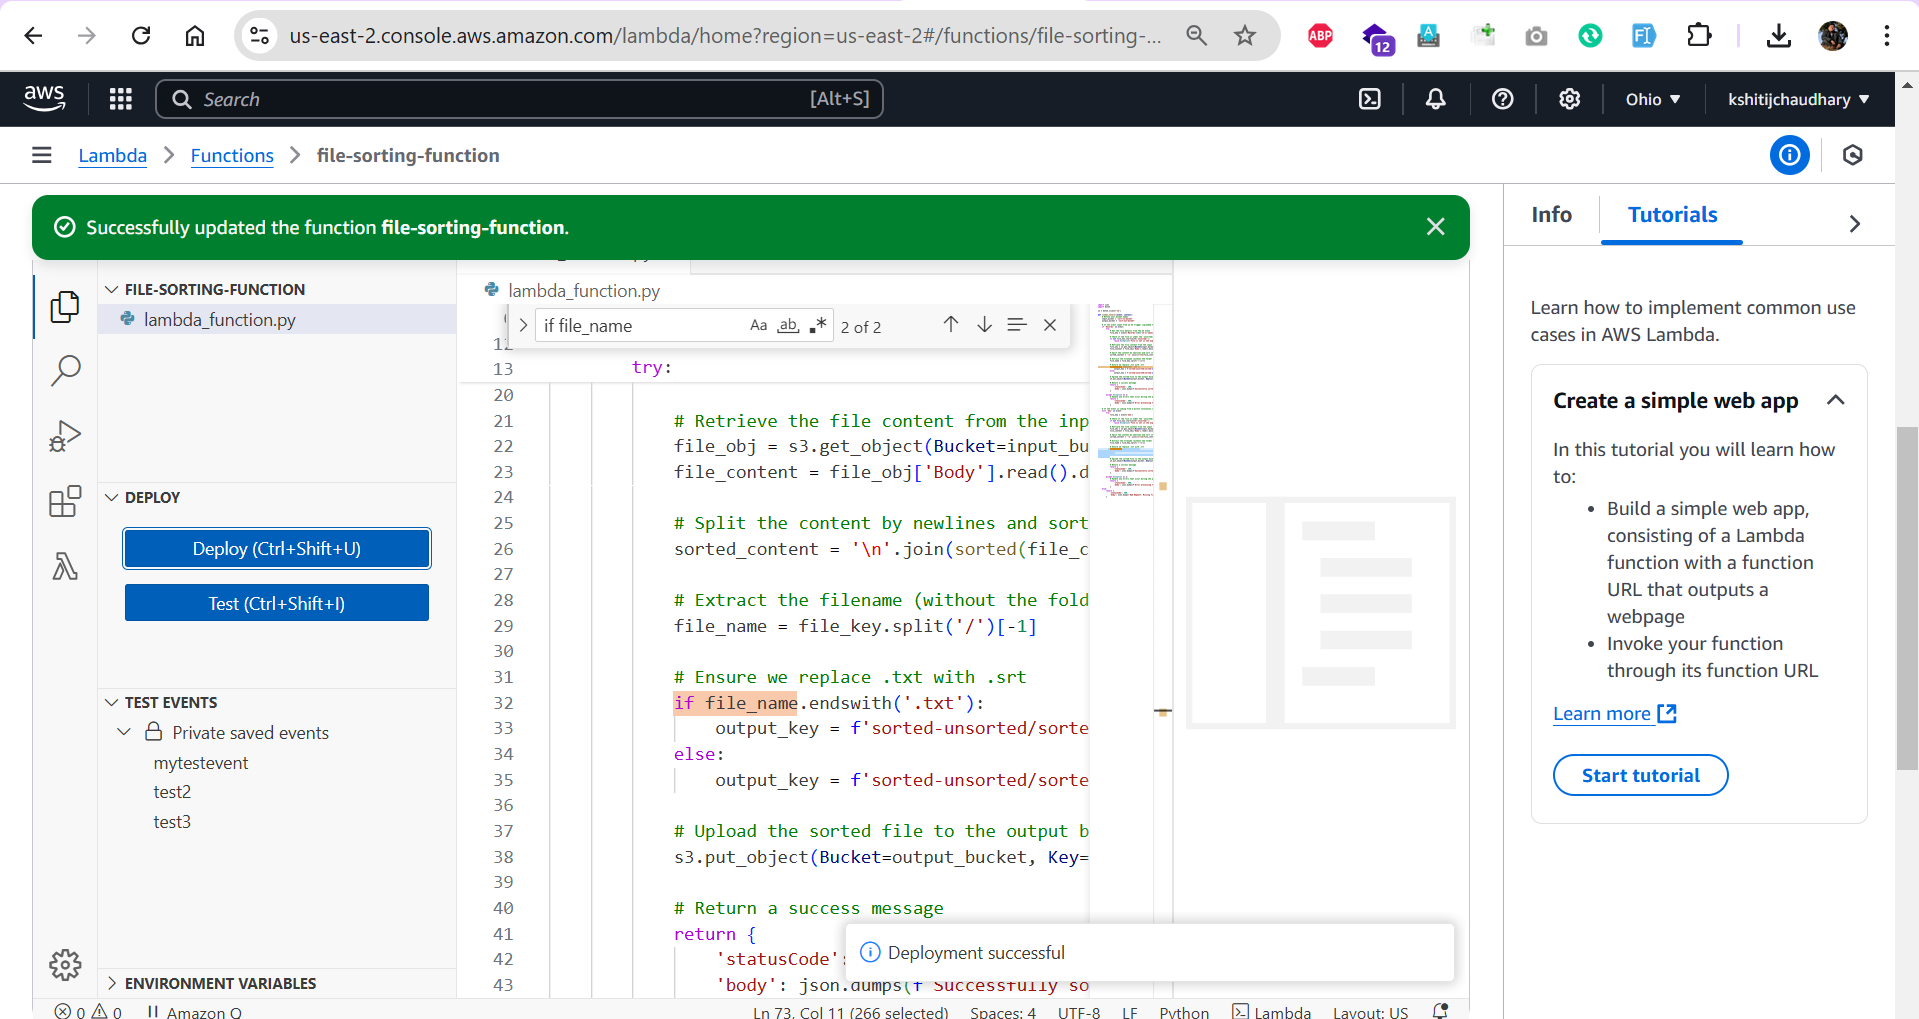 us-east-2.console.aws.amazon.com/lambda/home?region=us-east-2#/functions/file-sorting-...
ABP
12
A
FI
aws
Search
[Alt+S]
Ohio
kshitijchaudhary
Lambda
Functions
file-sorting-function
Successfully updated the function file-sorting-function.
Info
Tutorials
FILE-SORTING-FUNCTION
lambda_function.py
DEPLOY
Deploy (Ctrl+Shift+U)
Test (Ctrl+Shift+I)
TEST EVENTS
Private saved events
mytestevent
test2
test3
ENVIRONMENT VARIABLES
lambda_function.py
if file_name
Aa
ab
.*
2 of 2
12
13 try:
20
21 # Retrieve the file content from the inp
22 file_obj = s3.get_object(Bucket=input_bu
23 file_content = file_obj['Body'].read().d
24
25 # Split the content by newlines and sort
26 sorted_content = '\n'.join(sorted(file_c
27
28 # Extract the filename (without the fold
29 file_name = file_key.split('/')[-1]
30
31 # Ensure we replace .txt with .srt
32 if file_name.endswith('.txt'):
33 output_key = f'sorted-unsorted/sorte
34 else:
35 output_key = f'sorted-unsorted/sorte
36
37 # Upload the sorted file to the output b
38 s3.put_object(Bucket=output_bucket, Key=
39
40 # Return a success message
41 return {
42 'statusCode':
43 'body': json.dumps(f'Successfully so
Deployment successful
Learn how to implement common use
cases in AWS Lambda.
Create a simple web app
In this tutorial you will learn how
to:
• Build a simple web app,
consisting of a Lambda
function with a function
URL that outputs a
webpage
• Invoke your function
through its function URL
Learn more
Start tutorial
0
0
Amazon Q
Ln 73, Col 11 (266 selected)
Spaces: 4
UTF-8
LF
Python
Lambda
Layout: US